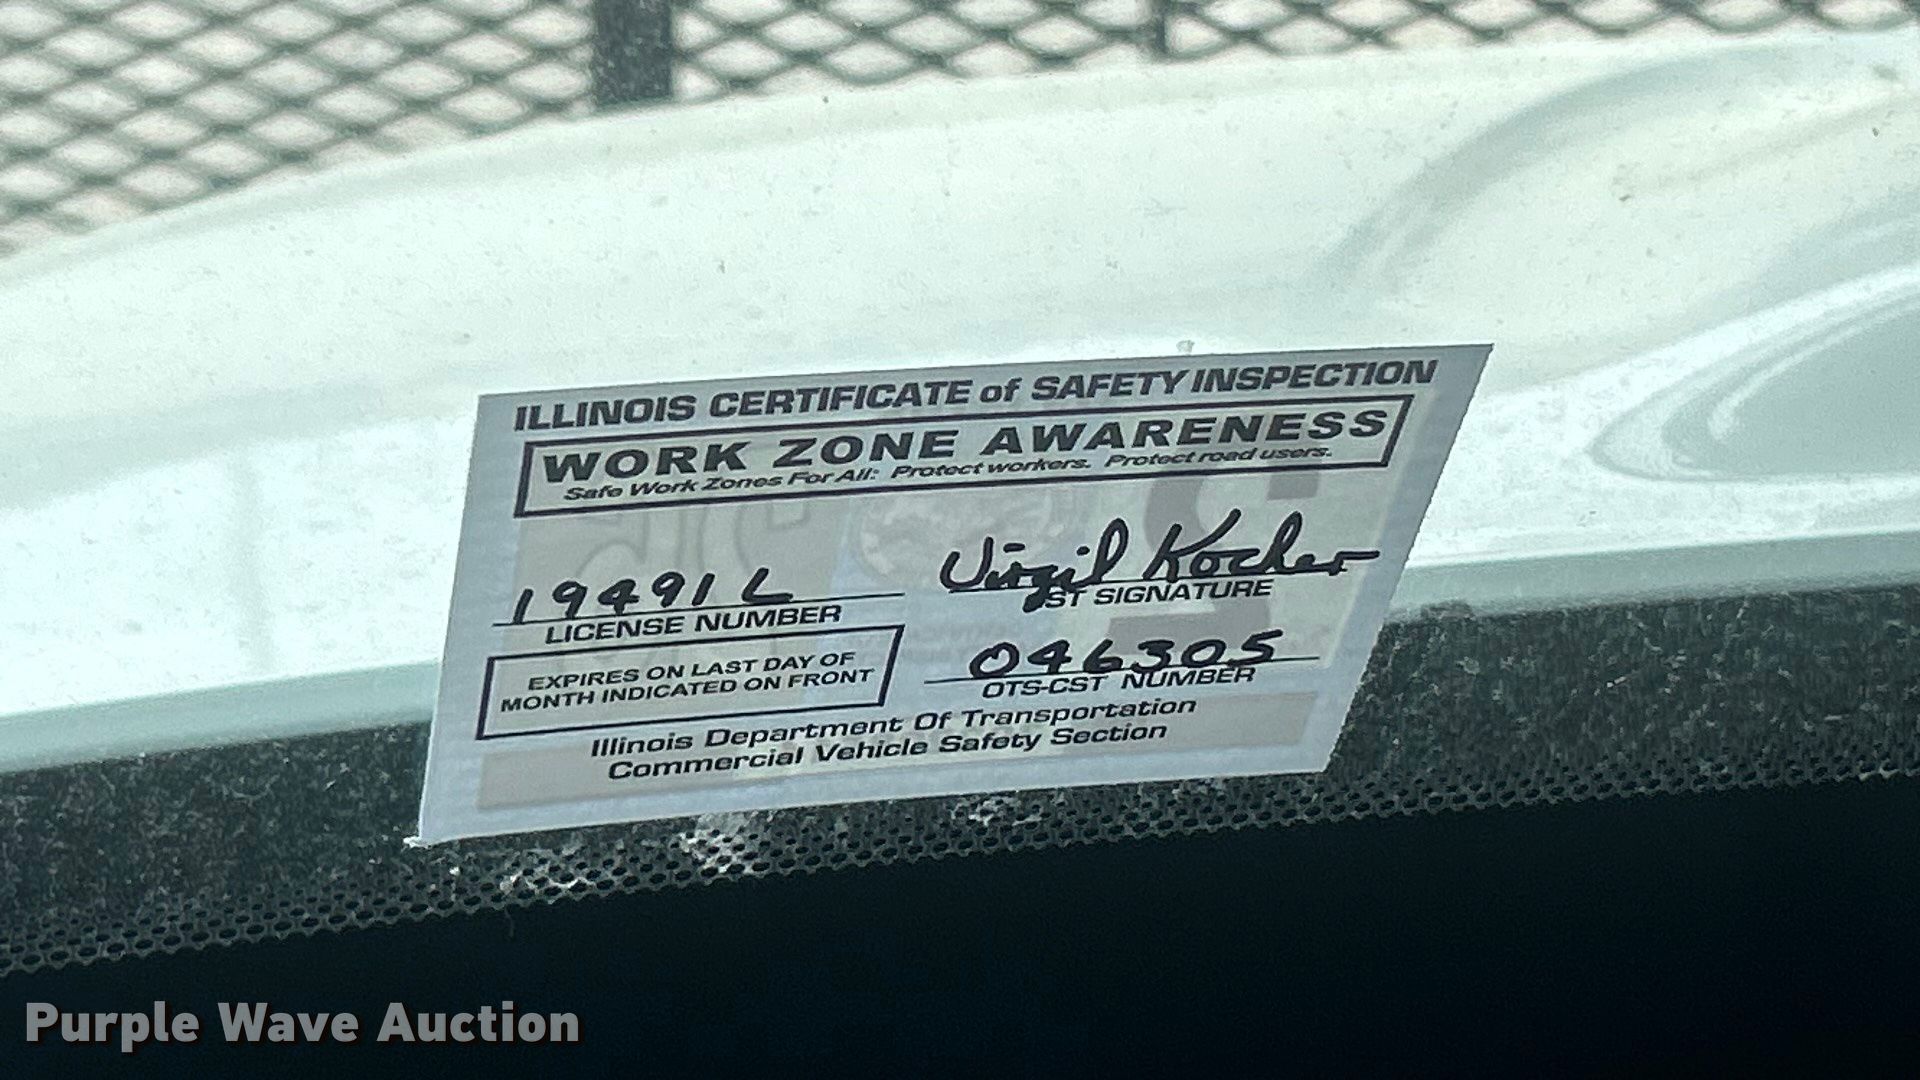 ILLINOIS CERTIFICATE of SAFETY INSPECTION
WORK ZONE AWARENESS
Safe Work Zones For All: Protect workers. Protect road users.
19491 L
LICENSE NUMBER
Virgil Kocher
ST SIGNATURE
EXPIRES ON LAST DAY OF
MONTH INDICATED ON FRONT
046305
OTS-CST NUMBER
Illinois Department Of Transportation
Commercial Vehicle Safety Section
Purple Wave Auction